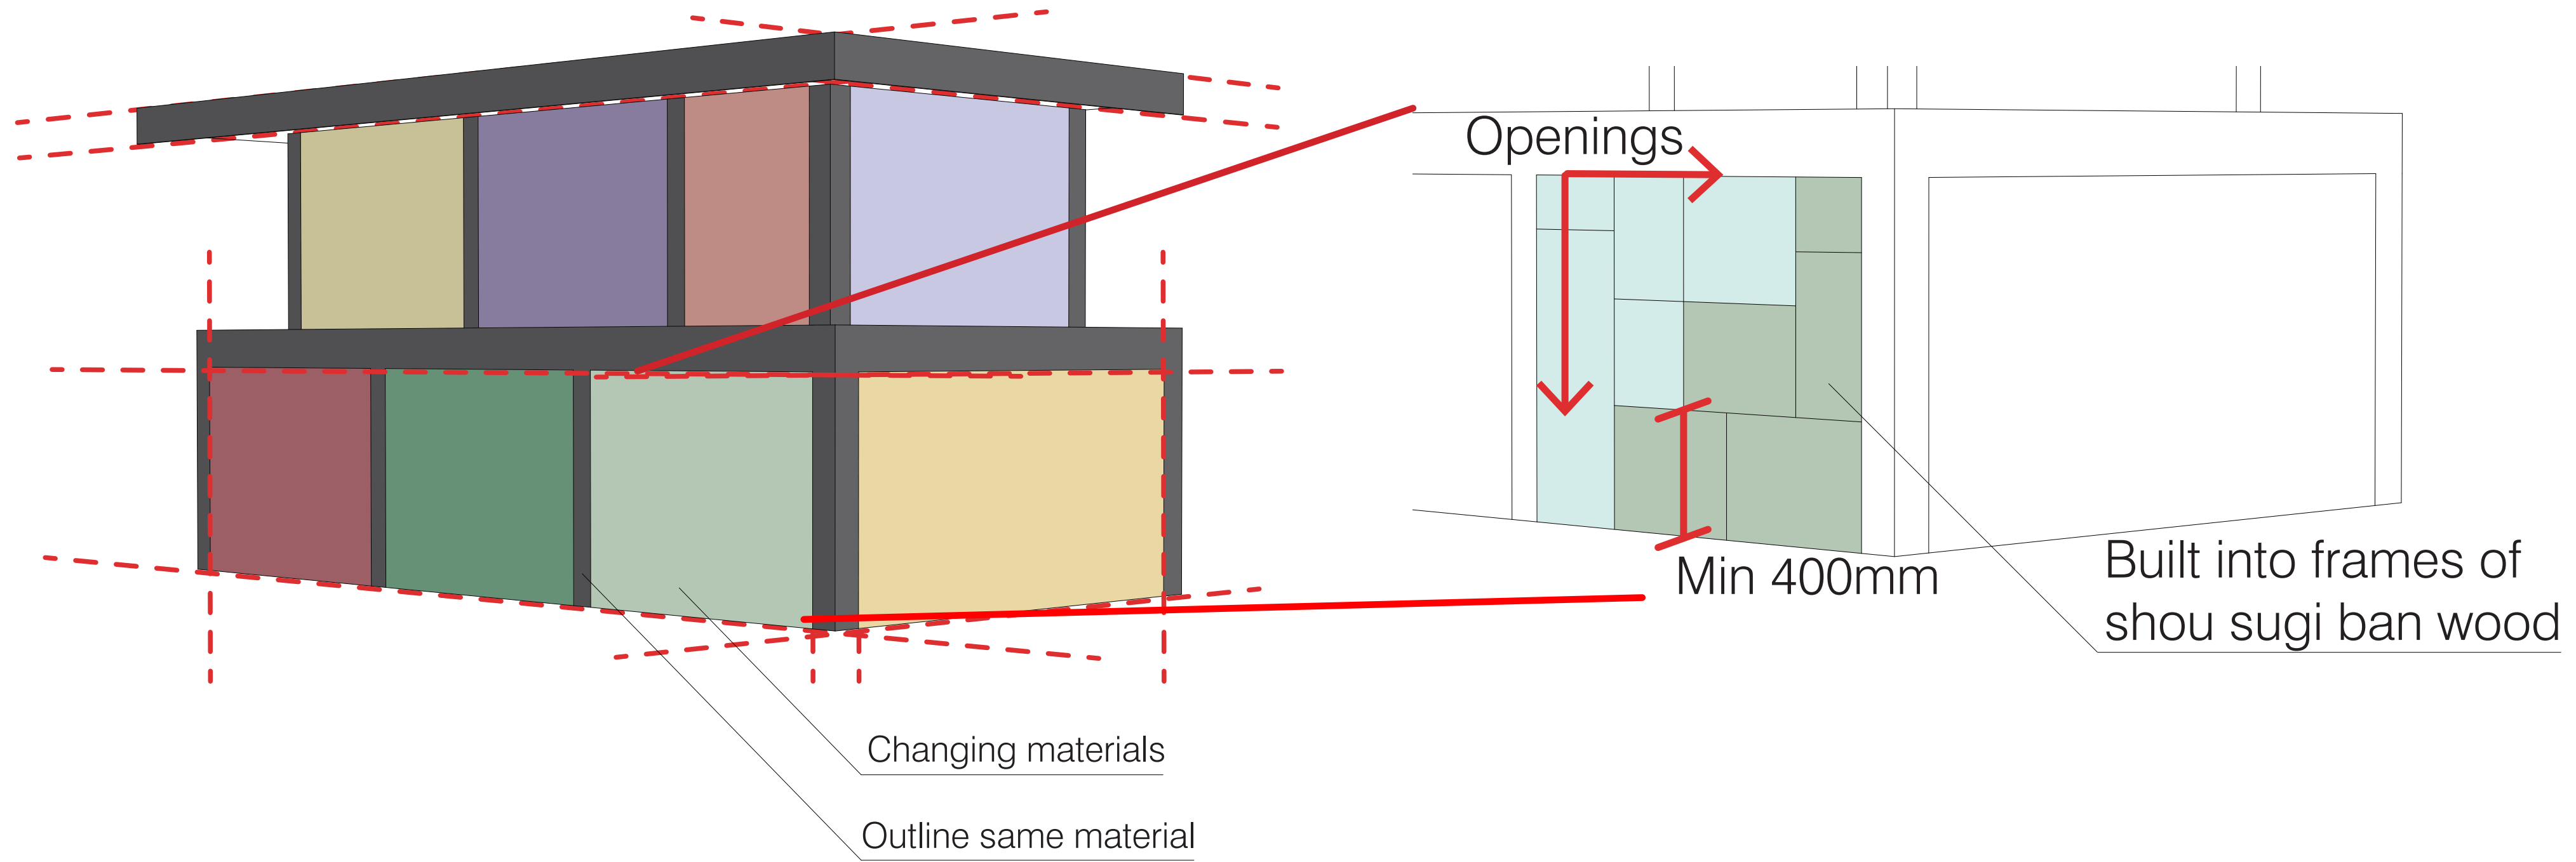 Openings
Min 400mm
Built into frames of
shou sugi ban wood
Changing materials
Outline same material